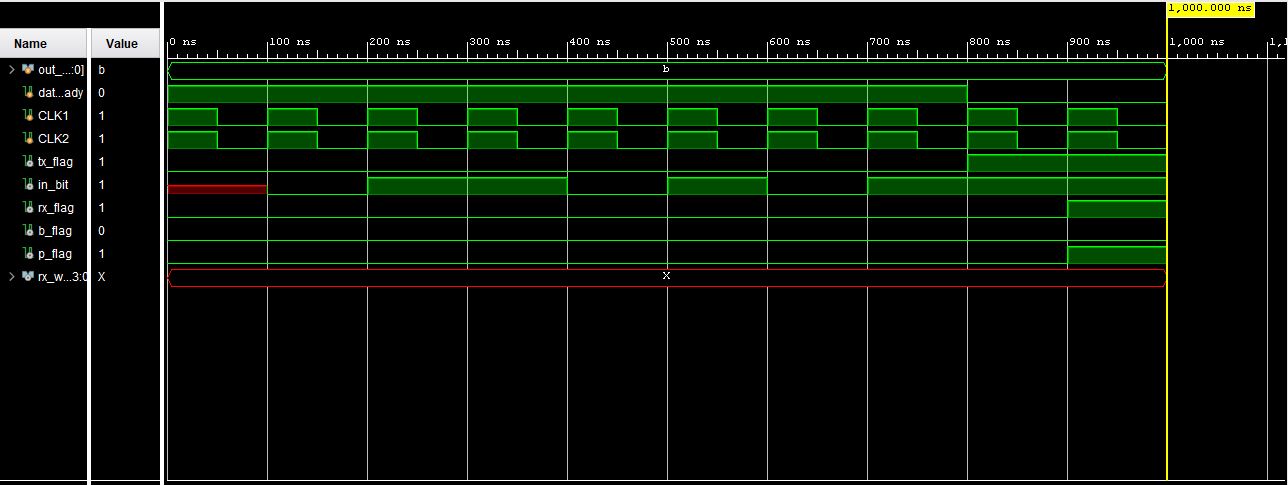 1,000.000 ns
Name Value
0 ns 100 ns 200 ns 300 ns 400 ns 500 ns 600 ns 700 ns 800 ns 900 ns 1,000 ns 1,1
out_...:0] b b
dat...ady 0
CLK1 1
CLK2 1
tx_flag 1
in_bit 1
rx_flag 1
b_flag 0
p_flag 1
rx_w...3:0 X X